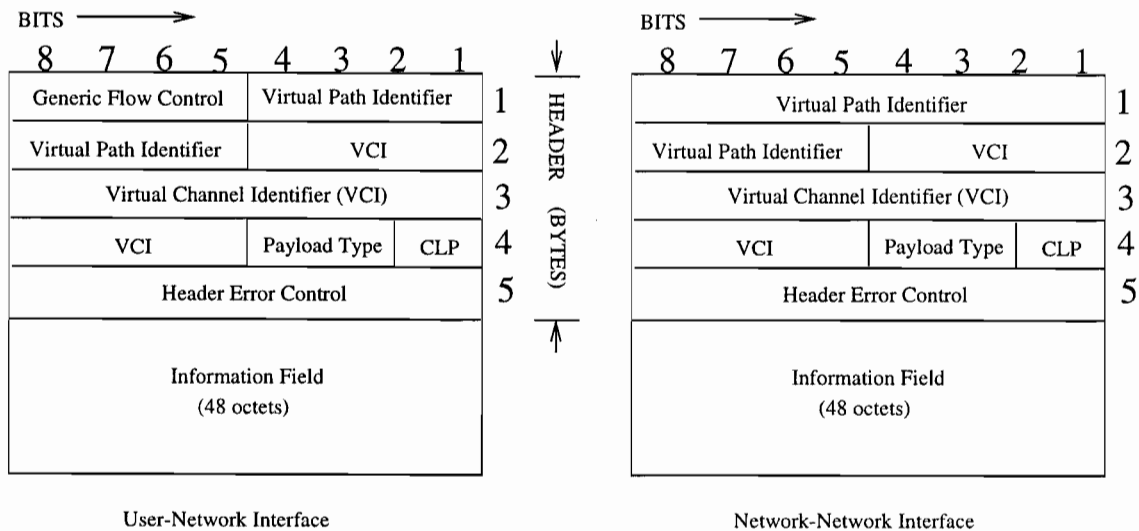 BITS
8 7 6 5 4 3 2 1
Generic Flow Control Virtual Path Identifier 1
Virtual Path Identifier VCI 2
Virtual Channel Identifier (VCI) 3
VCI Payload Type CLP 4
Header Error Control 5
Information Field
(48 octets)
User-Network Interface
HEADER (BYTES)
BITS
8 7 6 5 4 3 2 1
Virtual Path Identifier 1
Virtual Path Identifier VCI 2
Virtual Channel Identifier (VCI) 3
VCI Payload Type CLP 4
Header Error Control 5
Information Field
(48 octets)
Network-Network Interface